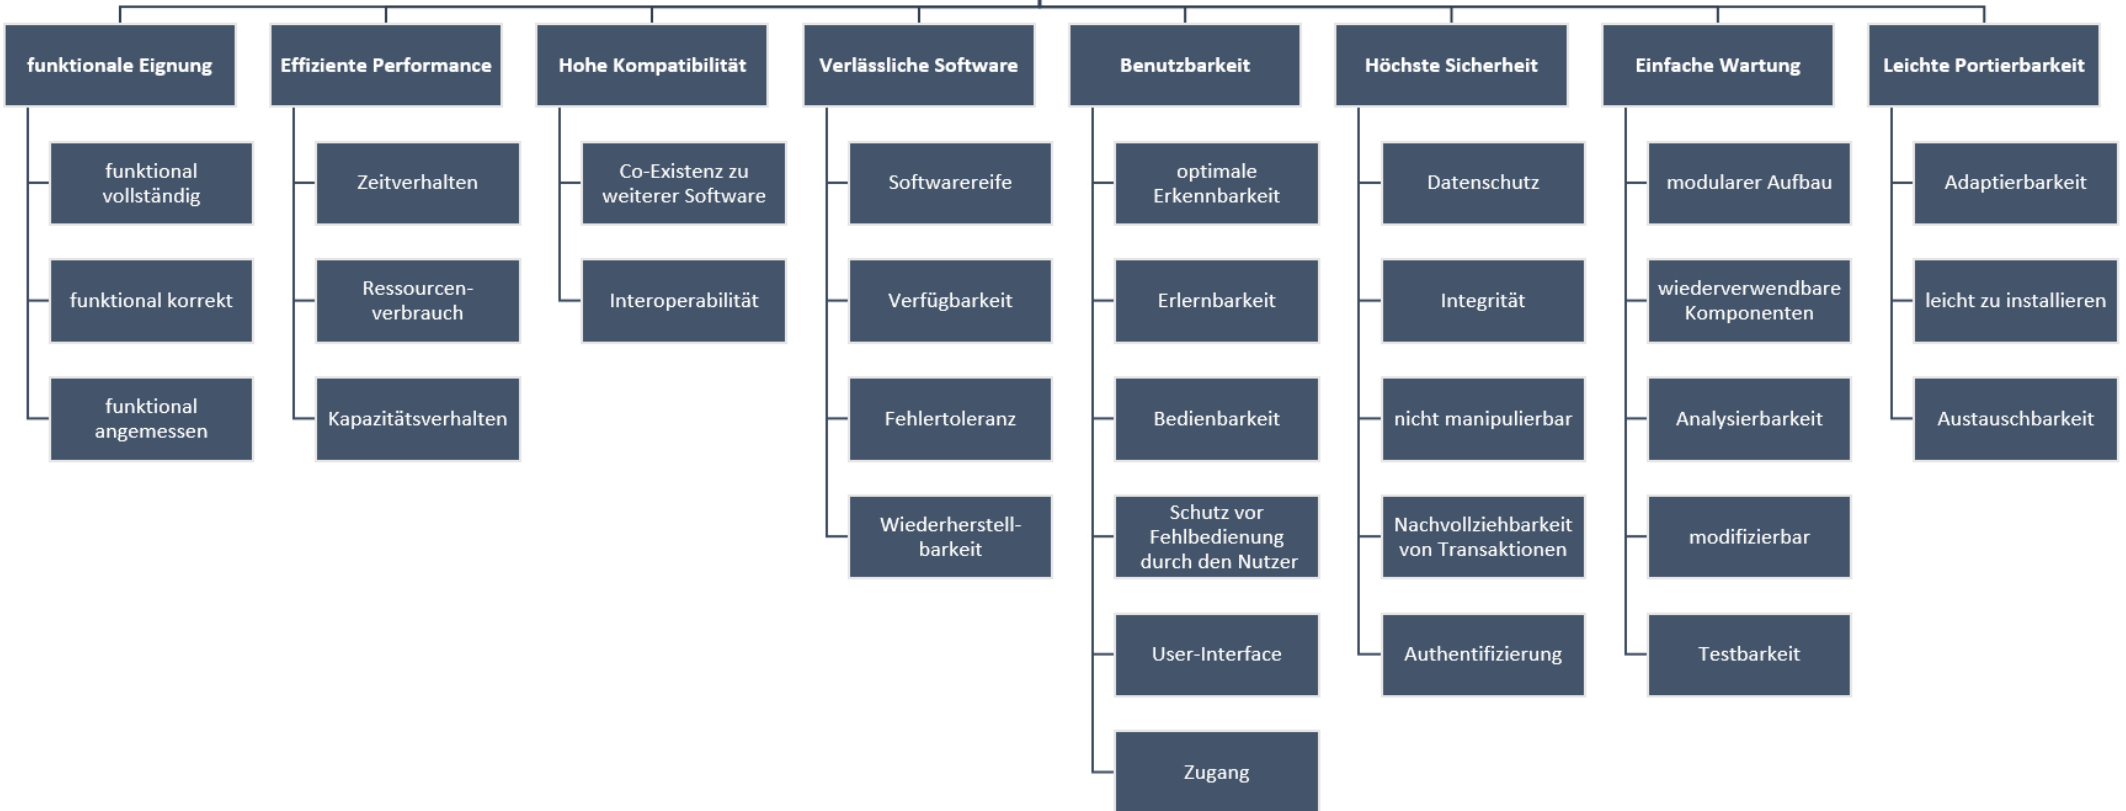 funktionale Eignung
Effiziente Performance
Hohe Kompatibilität
Verlässliche Software
Benutzbarkeit
Höchste Sicherheit
Einfache Wartung
Leichte Portierbarkeit
funktional
vollständig
funktional korrekt
funktional
angemessen
Zeitverhalten
Ressourcen-
verbrauch
Kapazitätsverhalten
Co-Existenz zu
weiterer Software
Interoperabilität
Softwarereife
Verfügbarkeit
Fehlertoleranz
Wiederherstell-
barkeit
optimale
Erkennbarkeit
Erlernbarkeit
Bedienbarkeit
Schutz vor
Fehlbedienung
durch den Nutzer
User-Interface
Zugang
Datenschutz
Integrität
nicht manipulierbar
Nachvollziehbarkeit
von Transaktionen
Authentifizierung
modularer Aufbau
wiederverwendbare
Komponenten
Analysierbarkeit
modifizierbar
Testbarkeit
Adaptierbarkeit
leicht zu installieren
Austauschbarkeit